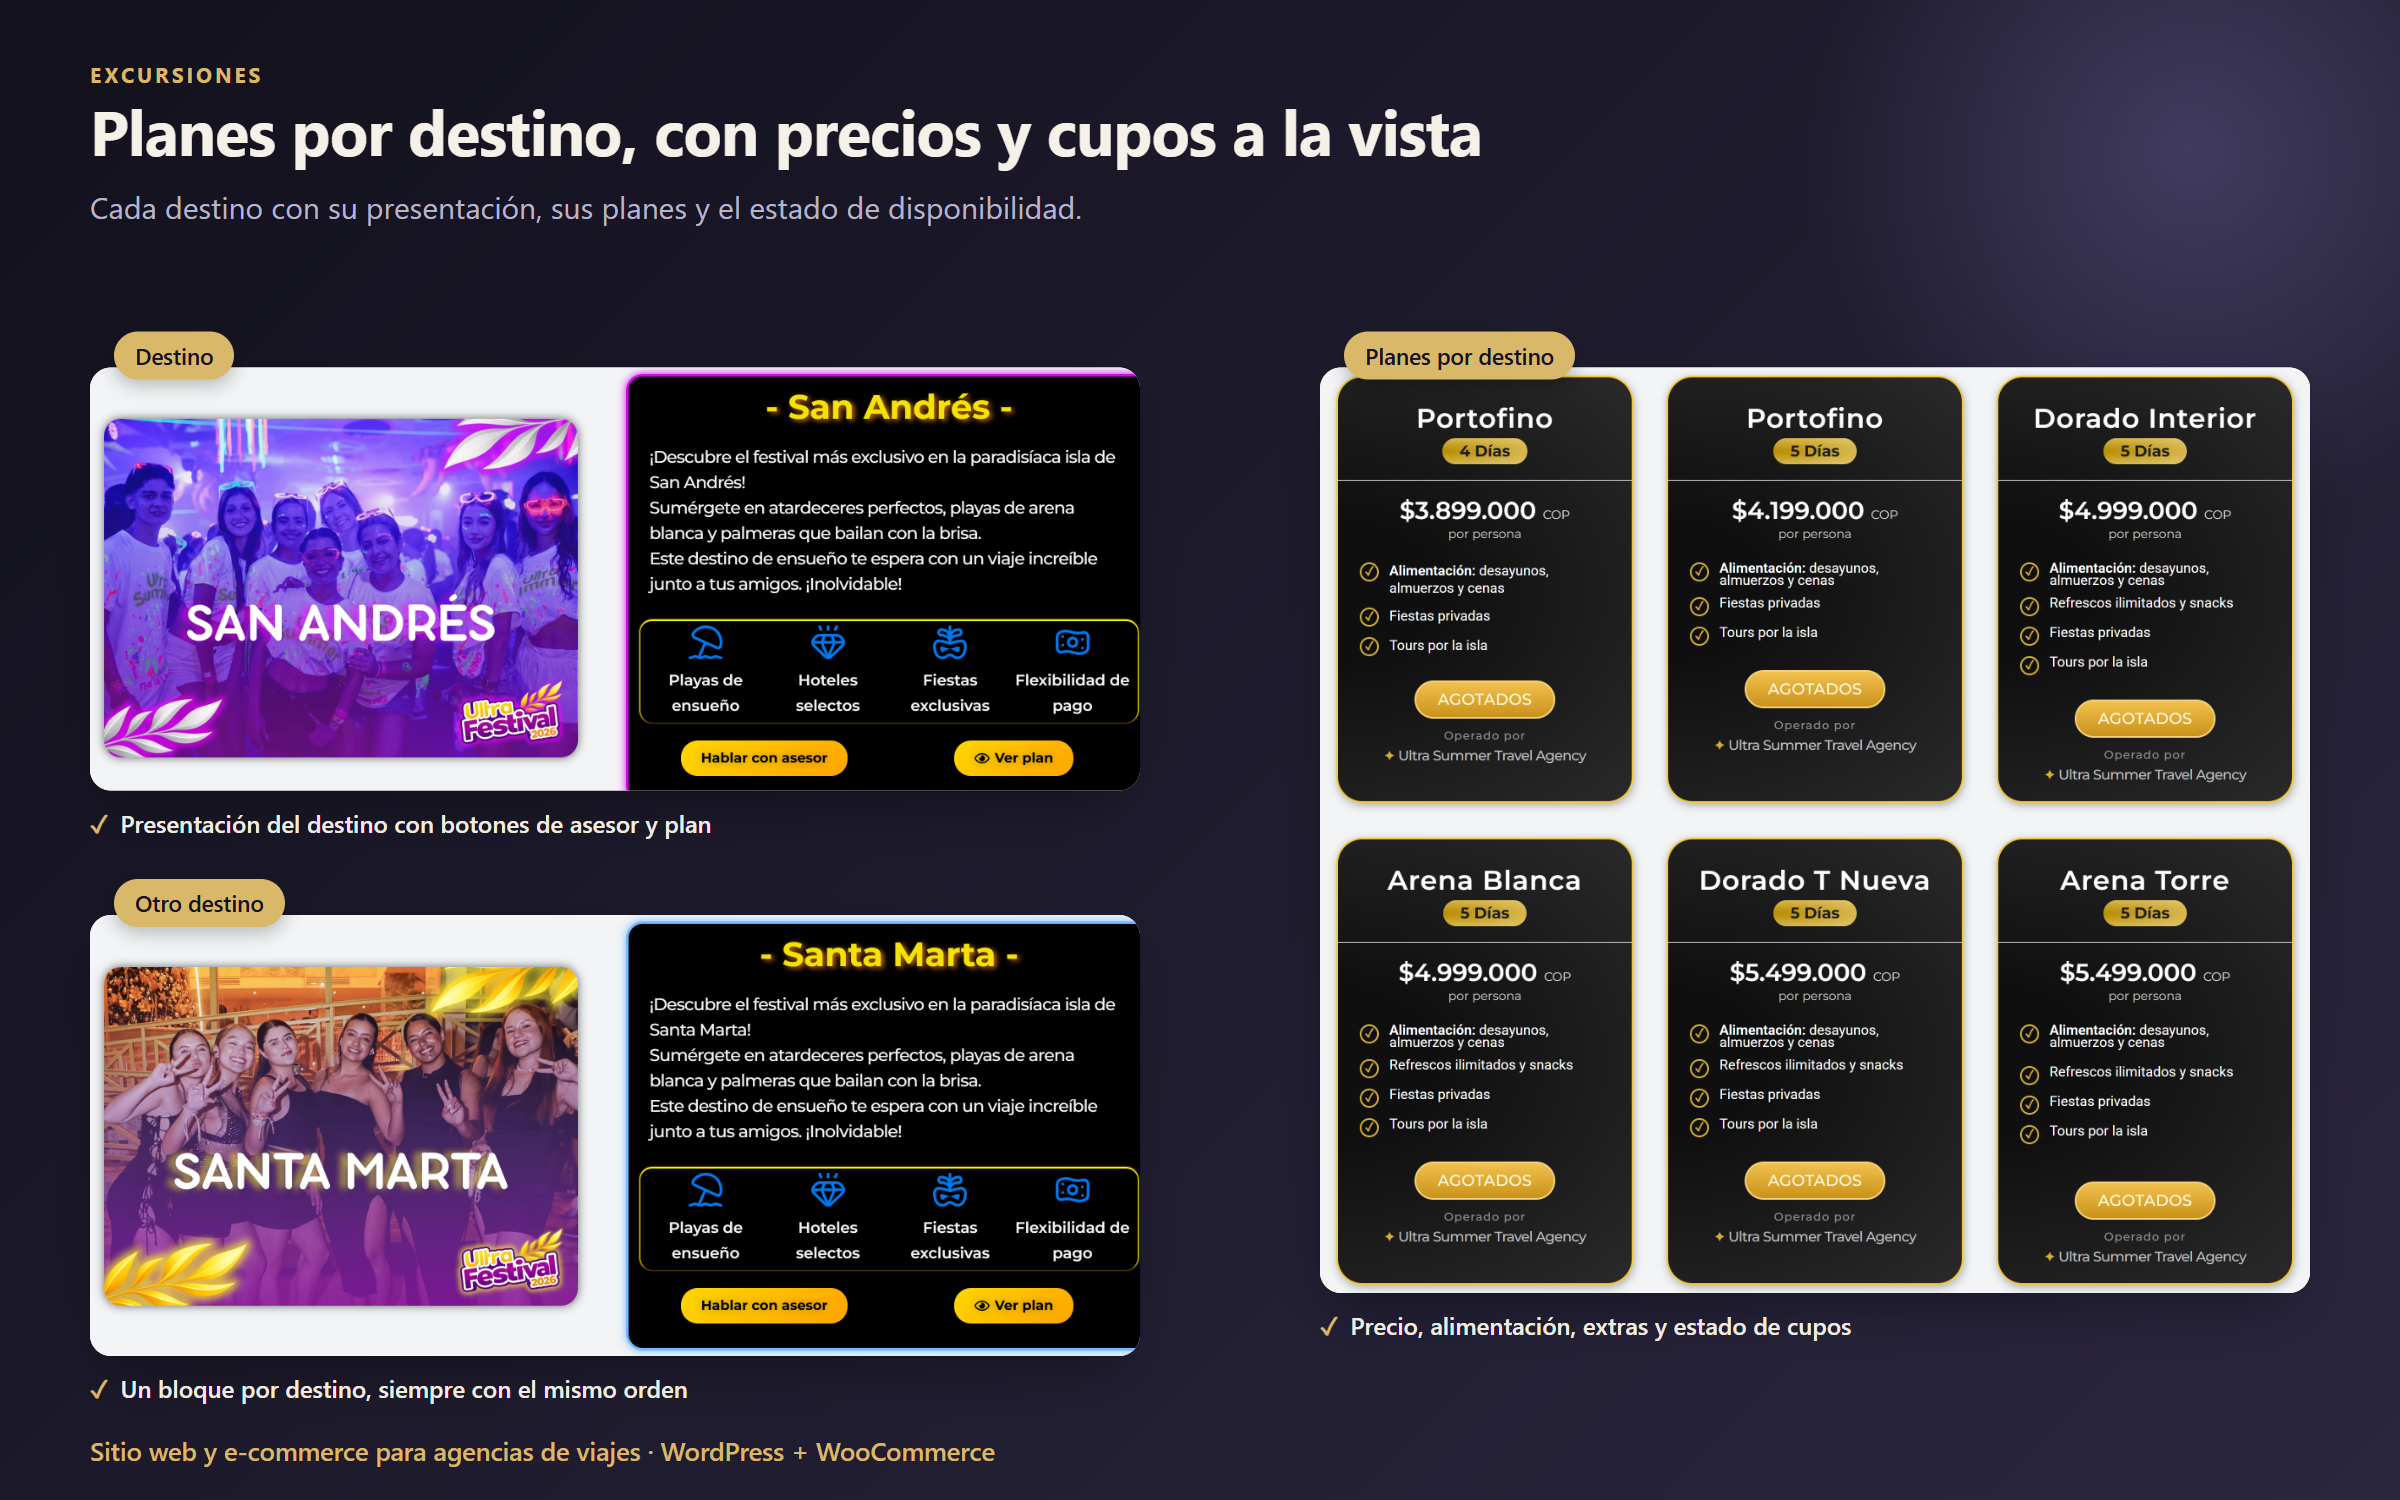 EXCURSIONES
Planes por destino, con precios y cupos a la vista
Cada destino con su presentación, sus planes y el estado de disponibilidad.
Destino
SAN ANDRÉS
Ultra
Festival
2026
- San Andrés -
¡Descubre el festival más exclusivo en la paradisíaca isla de
San Andrés!
Sumérgete en atardeceres perfectos, playas de arena
blanca y palmeras que bailan con la brisa.
Este destino de ensueño te espera con un viaje increíble
junto a tus amigos. ¡Inolvidable!
Playas de
ensueño
Hoteles
selectos
Fiestas
exclusivas
Flexibilidad de
pago
Hablar con asesor
Ver plan
✓ Presentación del destino con botones de asesor y plan
Otro destino
SANTA MARTA
Ultra
Festival
2026
- Santa Marta -
¡Descubre el festival más exclusivo en la paradisíaca isla de
Santa Marta!
Sumérgete en atardeceres perfectos, playas de arena
blanca y palmeras que bailan con la brisa.
Este destino de ensueño te espera con un viaje increíble
junto a tus amigos. ¡Inolvidable!
Playas de
ensueño
Hoteles
selectos
Fiestas
exclusivas
Flexibilidad de
pago
Hablar con asesor
Ver plan
✓ Un bloque por destino, siempre con el mismo orden
Planes por destino
Portofino
4 Días
$3.899.000 COP
por persona
Alimentación: desayunos,
almuerzos y cenas
Fiestas privadas
Tours por la isla
AGOTADOS
Operado por
✦ Ultra Summer Travel Agency
Portofino
5 Días
$4.199.000 COP
por persona
Alimentación: desayunos,
almuerzos y cenas
Fiestas privadas
Tours por la isla
AGOTADOS
Operado por
✦ Ultra Summer Travel Agency
Dorado Interior
5 Días
$4.999.000 COP
por persona
Alimentación: desayunos,
almuerzos y cenas
Refrescos ilimitados y snacks
Fiestas privadas
Tours por la isla
AGOTADOS
Operado por
✦ Ultra Summer Travel Agency
Arena Blanca
5 Días
$4.999.000 COP
por persona
Alimentación: desayunos,
almuerzos y cenas
Refrescos ilimitados y snacks
Fiestas privadas
Tours por la isla
AGOTADOS
Operado por
✦ Ultra Summer Travel Agency
Dorado T Nueva
5 Días
$5.499.000 COP
por persona
Alimentación: desayunos,
almuerzos y cenas
Refrescos ilimitados y snacks
Fiestas privadas
Tours por la isla
AGOTADOS
Operado por
✦ Ultra Summer Travel Agency
Arena Torre
5 Días
$5.499.000 COP
por persona
Alimentación: desayunos,
almuerzos y cenas
Refrescos ilimitados y snacks
Fiestas privadas
Tours por la isla
AGOTADOS
Operado por
✦ Ultra Summer Travel Agency
✓ Precio, alimentación, extras y estado de cupos
Sitio web y e-commerce para agencias de viajes · WordPress + WooCommerce